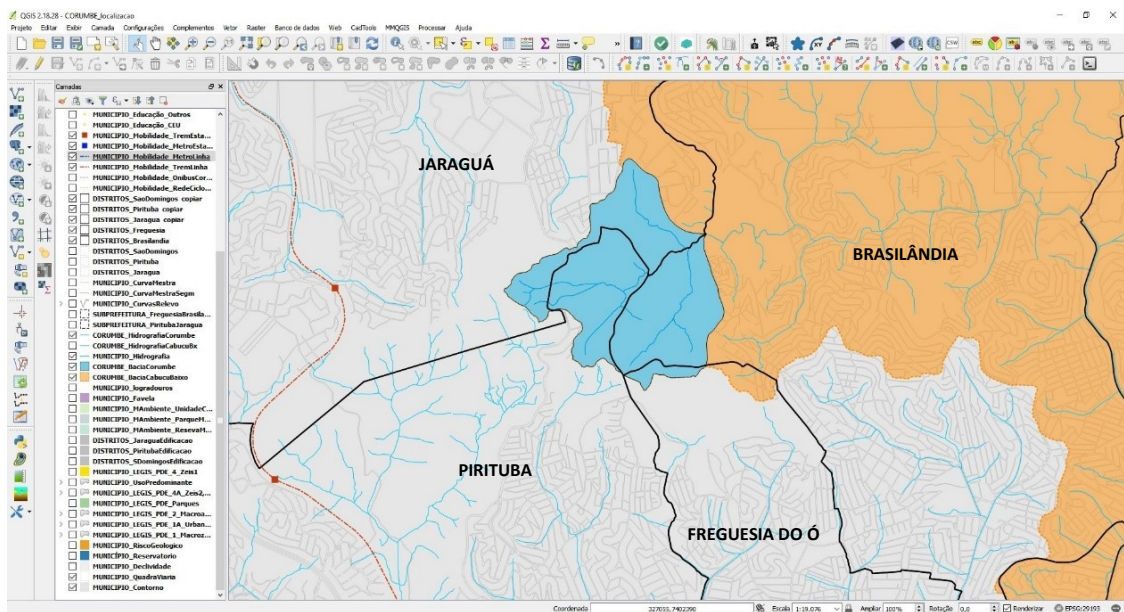 QGIS 2.18.28 - CORUMBE_localizacao
Projeto Editar Exibir Camada Configurações Complementos Vetor Raster Banco de dados Web CadTools MMQGIS Processar Ajuda
Camadas
MUNICIPIO_Educação_Outros
MUNICIPIO_Educação_CEU
MUNICIPIO_Mobilidade_TremEsta...
MUNICIPIO_Mobilidade_MetroEsta...
MUNICIPIO_Mobilidade_MetroLinha
MUNICIPIO_Mobilidade_TremLinha
MUNICIPIO_Mobilidade_OnibusCor...
MUNICIPIO_Mobilidade_RedeCiclo...
DISTRITOS_SaoDomingos copiar
DISTRITOS_Pirituba copiar
DISTRITOS_Jaragua copiar
DISTRITOS_Freguesia
DISTRITOS_Brasilandia
DISTRITOS_SaoDomingos
DISTRITOS_Pirituba
DISTRITOS_Jaragua
MUNICIPIO_CurvaMestra
MUNICIPIO_CurvaMestraSegm
MUNICIPIO_CurvasRelevo
SUBPREFEITURA_FreguesiaBrasila...
SUBPREFEITURA_PiritubaJaragua
CORUMBE_HidrografiaCorumbe
CORUMBE_HidrografiaCabucuBx
MUNICIPIO_Hidrografia
CORUMBE_BaciaCorumbe
CORUMBE_BaciaCabucuBaixo
MUNICIPIO_logradouros
MUNICIPIO_Favela
MUNICIPIO_MAmbiente_UnidadeC...
MUNICIPIO_MAmbiente_ParqueM...
MUNICIPIO_MAmbiente_ResevaM...
DISTRITOS_JaraguaEdificacao
DISTRITOS_PiritubaEdificacao
DISTRITOS_SDomingosEdificacao
MUNICIPIO_LEGIS_PDE_4_Zeis1
MUNICIPIO_UsoPredominante
MUNICIPIO_LEGIS_PDE_4A_Zeis2,...
MUNICIPIO_LEGIS_PDE_Parques
MUNICIPIO_LEGIS_PDE_2_Macroa...
MUNICIPIO_LEGIS_PDE_1A_Urban...
MUNICIPIO_LEGIS_PDE_1_Macroz...
MUNICIPIO_RiscoGeologico
MUNICÍPIO_Reservatorio
MUNICIPIO_Declividade
MUNICIPIO_QuadraViaria
MUNICIPIO_Contorno
JARAGUÁ
BRASILÂNDIA
PIRITUBA
FREGUESIA DO Ó
Coordenada 327055,7402390 Escala 1:19.076 Ampliar 100% Rotação 0,0 Renderizar EPSG:29193